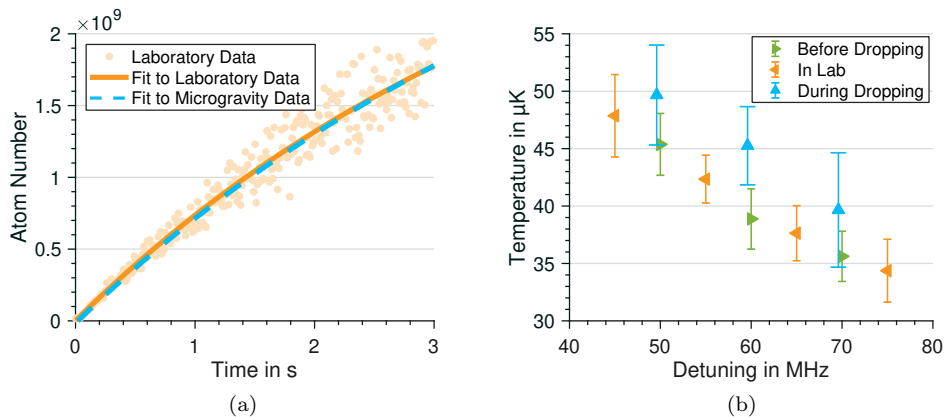 ×10⁹
2
1.5
1
0.5
0
Atom Number
Laboratory Data
Fit to Laboratory Data
Fit to Microgravity Data
0
1
2
3
Time in s
(a)
55
50
45
40
35
30
Temperature in µK
Before Dropping
In Lab
During Dropping
40
50
60
70
80
Detuning in MHz
(b)